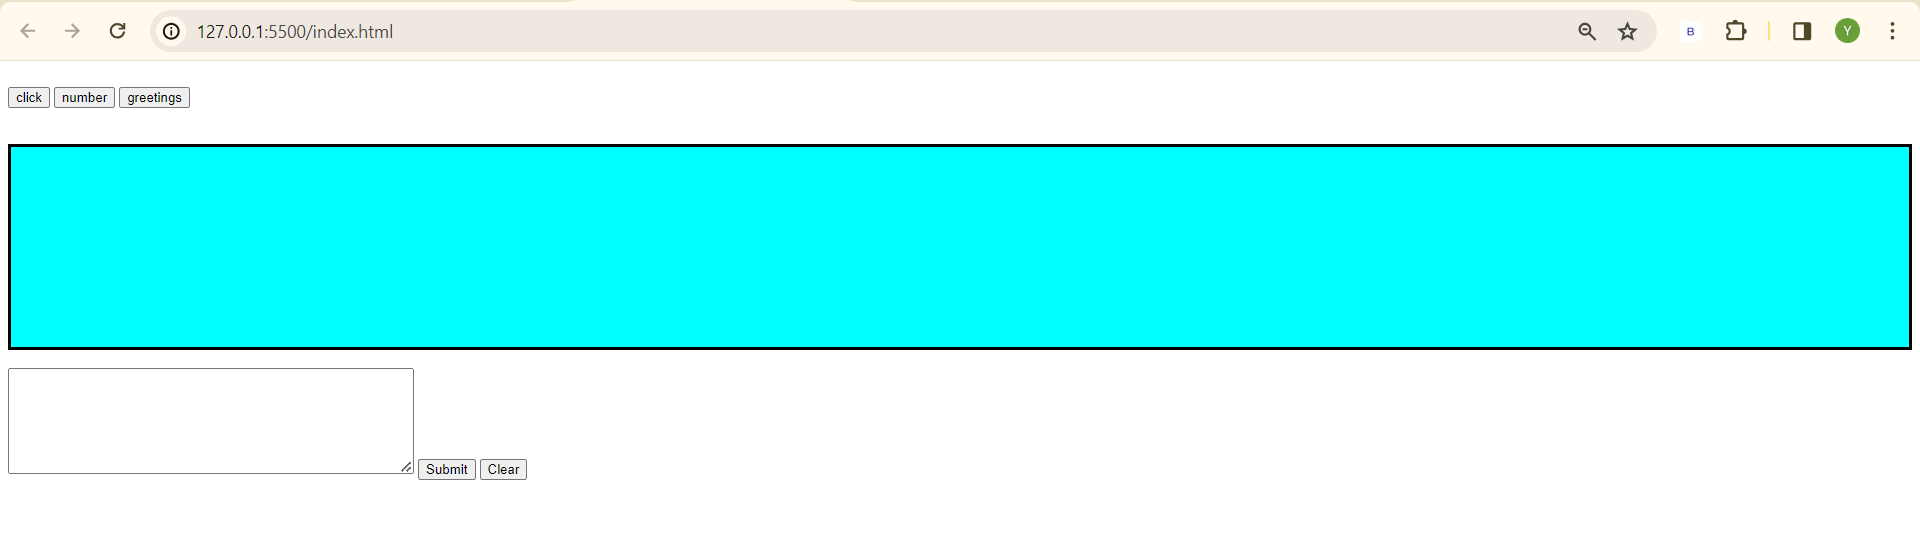 127.0.0.1:5500/index.html
B
Y
click number greetings
Submit Clear